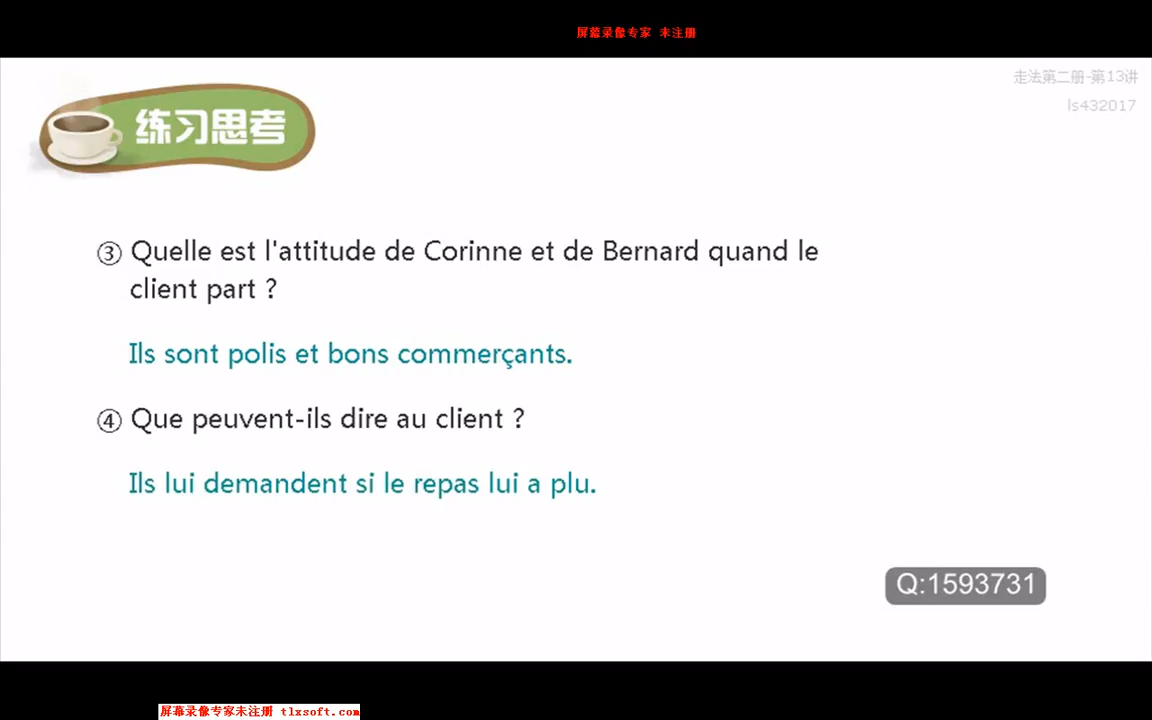 屏幕录像专家 未注册
走法第二册-第13讲
ls432017
练习思考
③ Quelle est l'attitude de Corinne et de Bernard quand le
client part ?
Ils sont polis et bons commerçants.
④ Que peuvent-ils dire au client ?
Ils lui demandent si le repas lui a plu.
Q:1593731
屏幕录像专家未注册 tlxsoft.com